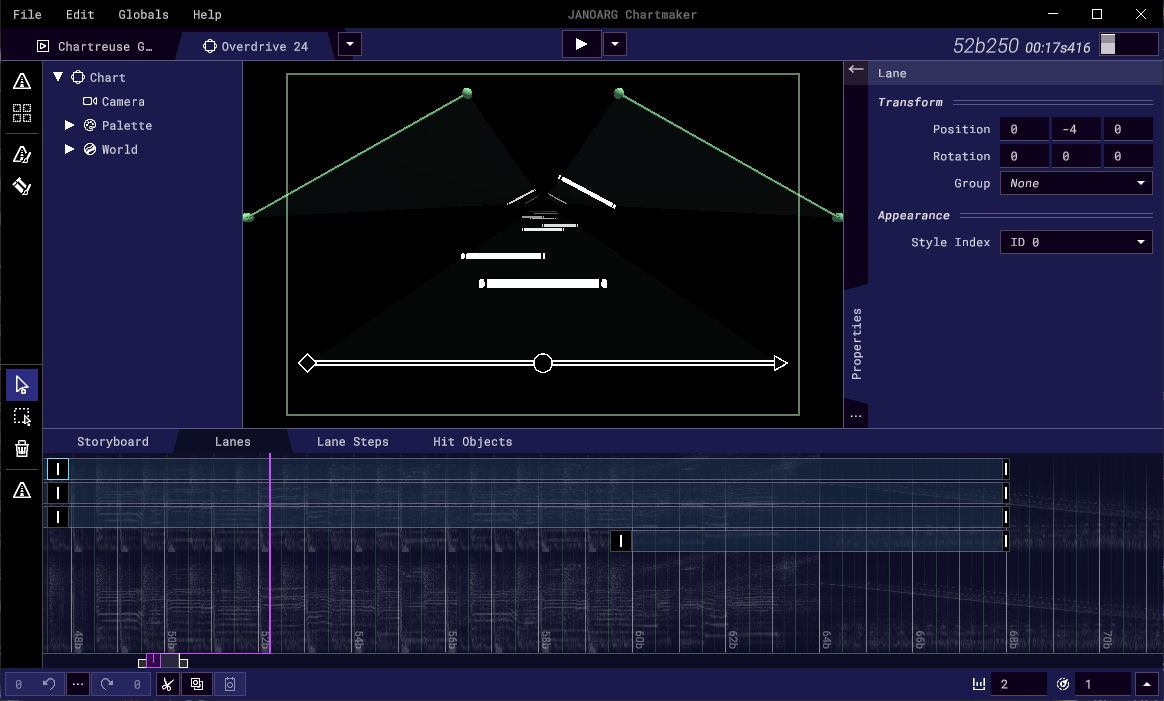 File Edit Globals Help JANOARG Chartmaker
Chartreuse G… Overdrive 24 52b250 00:17s416
Chart
Camera
Palette
World
Lane
Transform
Position 0 -4 0
Rotation 0 0 0
Group None
Appearance
Style Index ID 0
Properties
...
Storyboard Lanes Lane Steps Hit Objects
48b 50b 52b 54b 56b 58b 60b 62b 64b 66b 68b 70b
0 ... 0 2 1